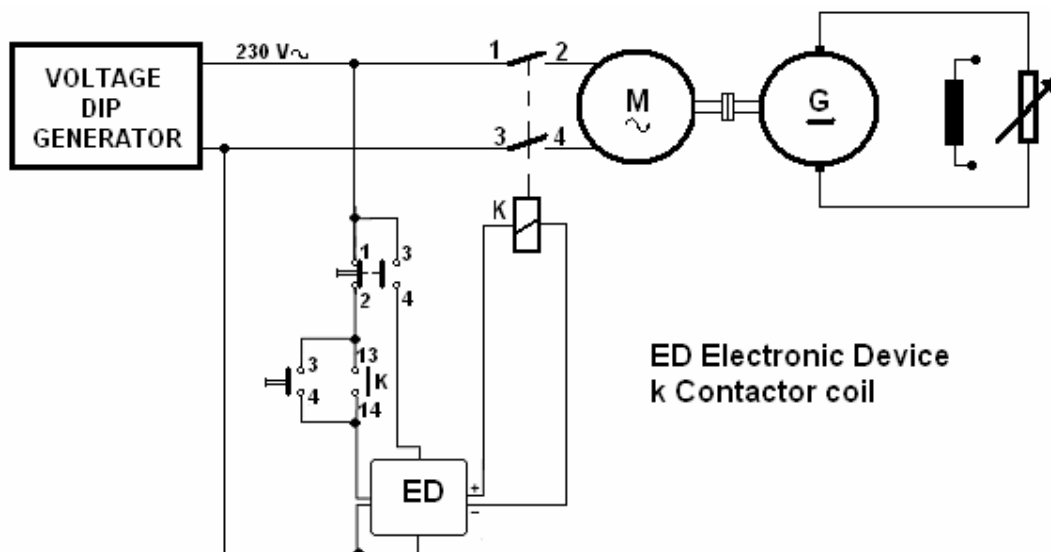 VOLTAGE
DIP
GENERATOR
230 V~
1
2
3
4
M
~
G
K
1
2
3
4
3
4
13
K
14
ED
+
−
ED Electronic Device
k Contactor coil